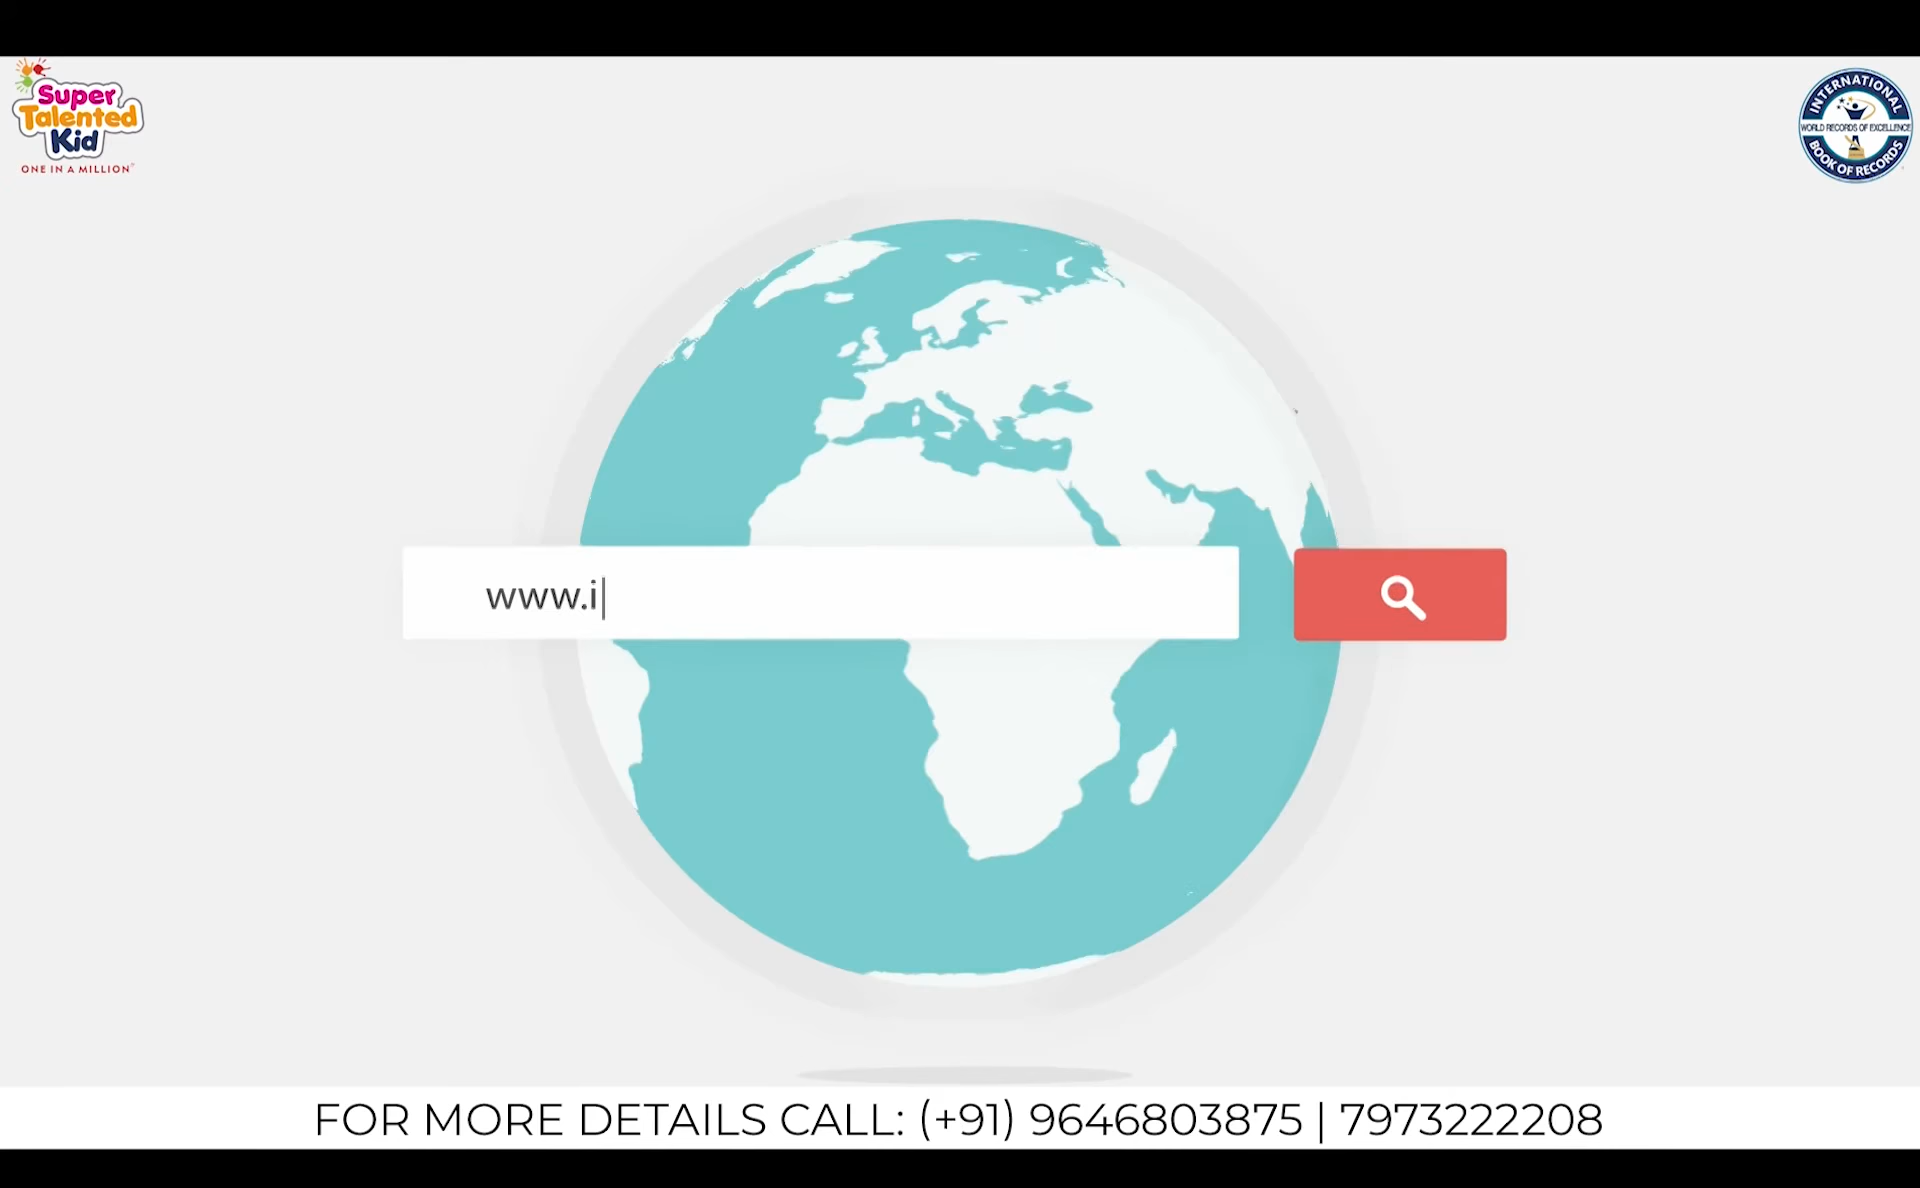 Super
Talented
Kid
ONE IN A MILLION
INTERNATIONAL
WORLD RECORDS OF EXCELLENCE
BOOK OF RECORDS
www.i
FOR MORE DETAILS CALL: (+91) 9646803875 | 7973222208